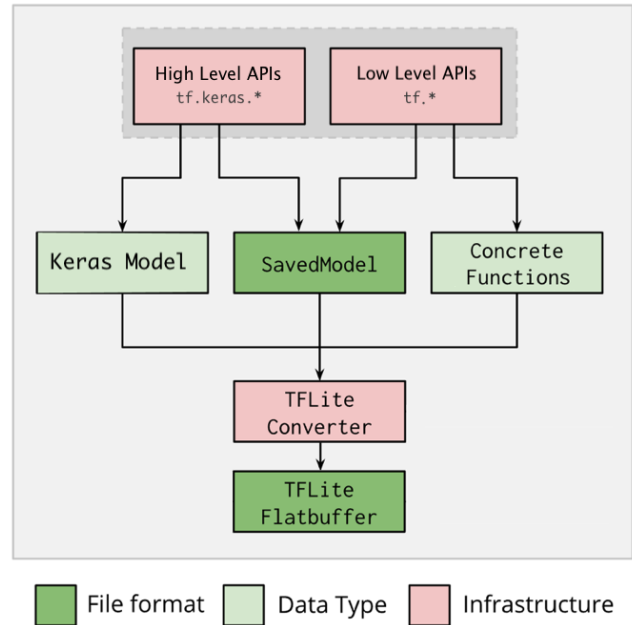 High Level APIs
tf.keras.*
Low Level APIs
tf.*
Keras Model
SavedModel
Concrete
Functions
TFLite
Converter
TFLite
Flatbuffer
File format
Data Type
Infrastructure